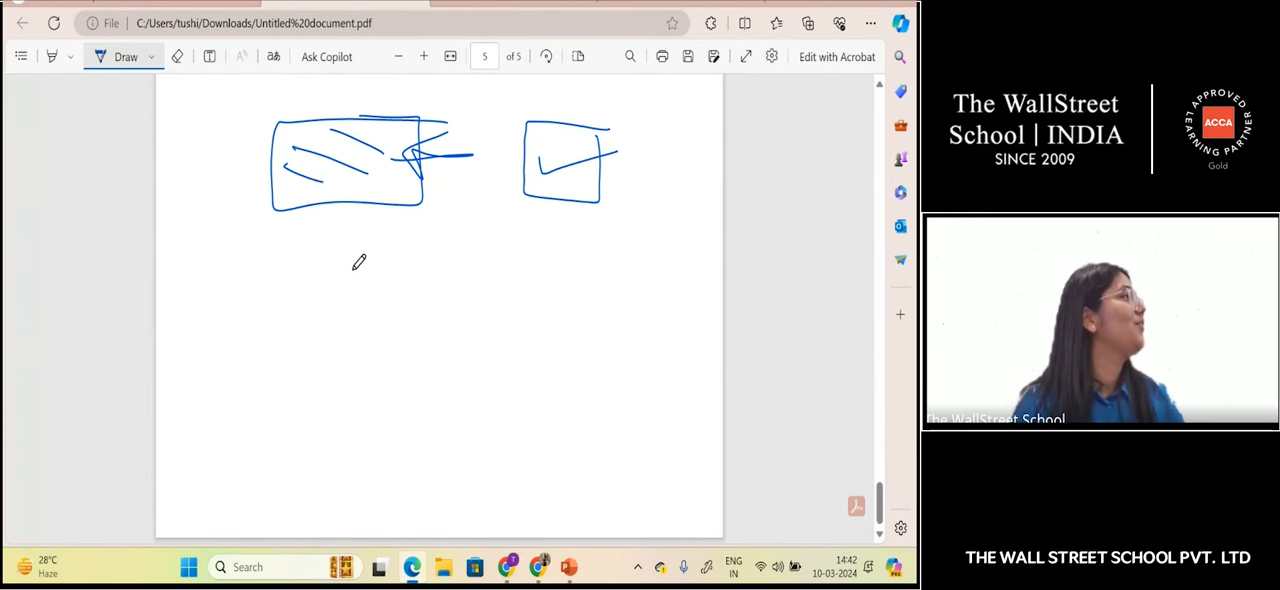 File C:/Users/tushi/Downloads/Untitled%20document.pdf
Draw Ask Copilot 5 of 5 Edit with Acrobat
28°C
Haze
Search
ENG
IN
14:42
10-03-2024
The WallStreet
School | INDIA
SINCE 2009
APPROVED
ACCA
LEARNING PARTNER
Gold
The WallStreet School
THE WALL STREET SCHOOL PVT. LTD